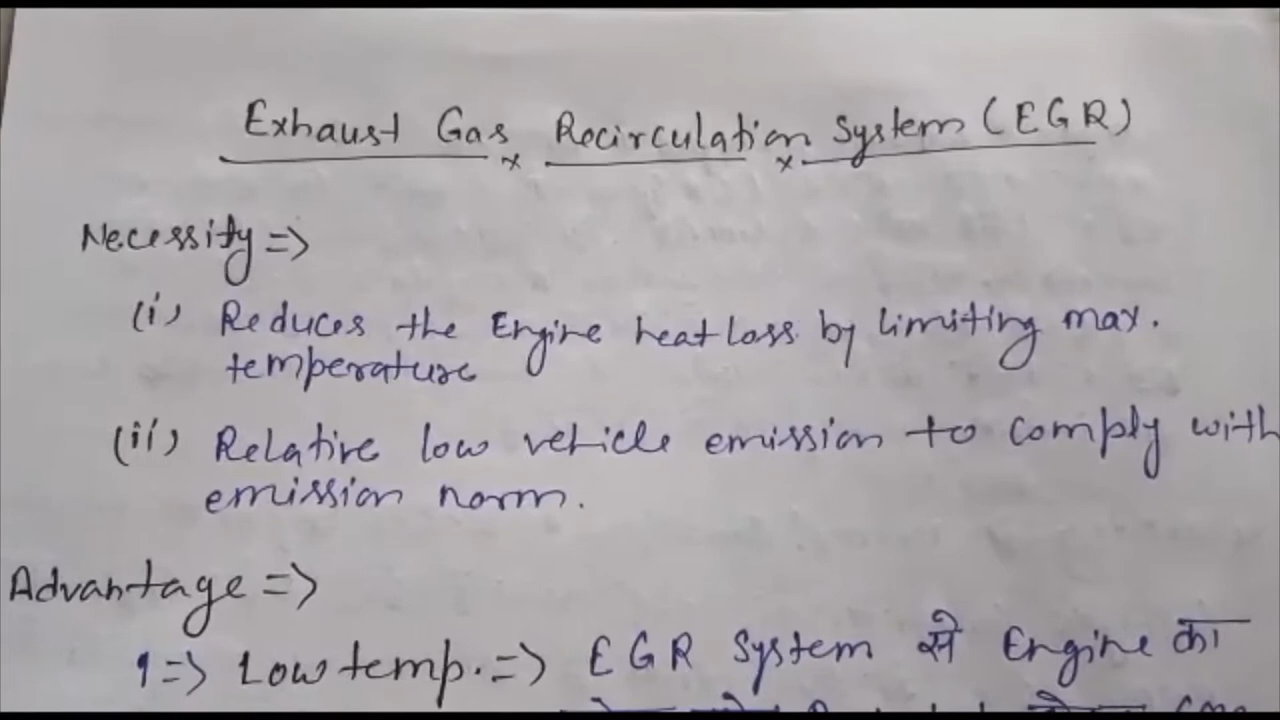 Exhaust Gas Recirculation System (EGR)
Necessity =>
(i) Reduces the Engine heat loss by limiting max.
temperature
(ii) Relative low vehicle emission to comply with
emission norm.
Advantage =>
1 => Low temp. => EGR System से Engine का